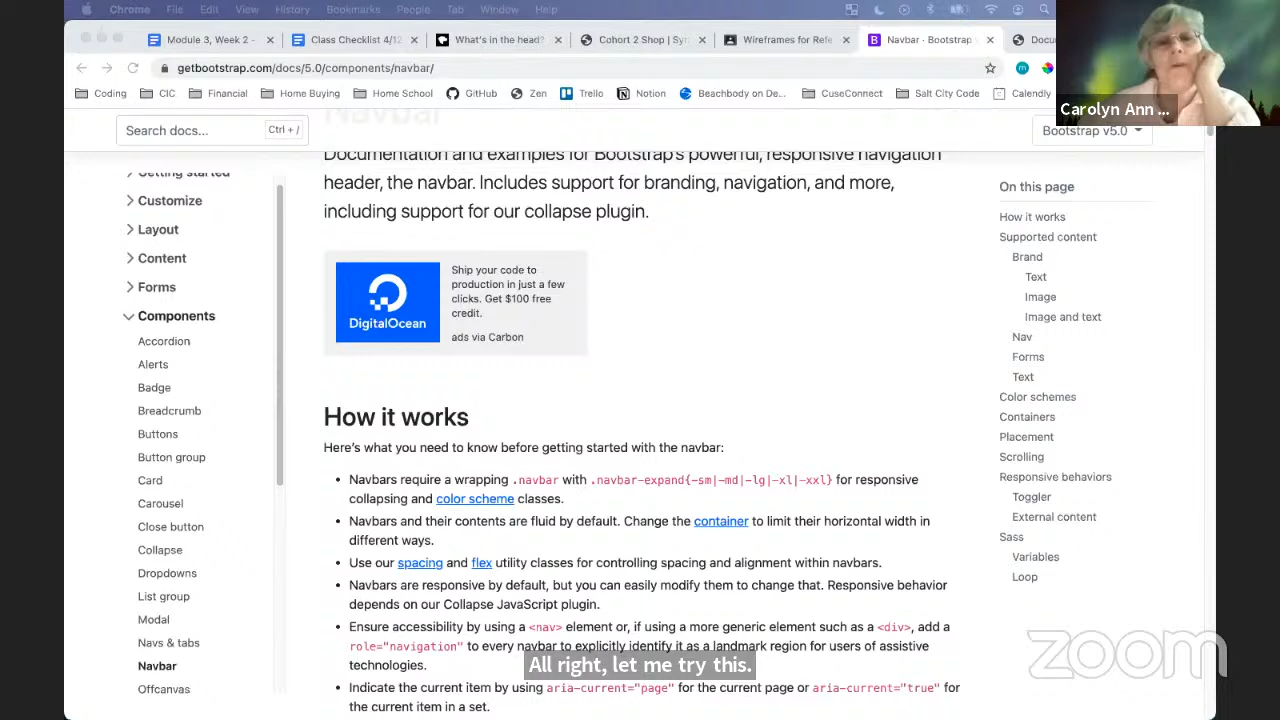 Chrome File Edit View History Bookmarks People Tab Window Help
Module 3, Week 2 - Class Checklist 4/12 What's in the head? Cohort 2 Shop | Syr Wireframes for Refe Navbar · Bootstrap Doc
getbootstrap.com/docs/5.0/components/navbar/
Coding CIC Financial Home Buying Home School GitHub Zen Trello Notion Beachbody on De... CuseConnect Salt City Code Calendly
Carolyn Ann ...
Search docs... Ctrl + /
Bootstrap v5.0
Navbar
Documentation and examples for Bootstrap's powerful, responsive navigation
header, the navbar. Includes support for branding, navigation, and more,
including support for our collapse plugin.
DigitalOcean
Ship your code to
production in just a few
clicks. Get $100 free
credit.
ads via Carbon
How it works
Here's what you need to know before getting started with the navbar:
• Navbars require a wrapping .navbar with .navbar-expand{-sm|-md|-lg|-xl|-xxl} for responsive
collapsing and color scheme classes.
• Navbars and their contents are fluid by default. Change the container to limit their horizontal width in
different ways.
• Use our spacing and flex utility classes for controlling spacing and alignment within navbars.
• Navbars are responsive by default, but you can easily modify them to change that. Responsive behavior
depends on our Collapse JavaScript plugin.
• Ensure accessibility by using a <nav> element or, if using a more generic element such as a <div>, add a
role="navigation" to every navbar to explicitly identify it as a landmark region for users of assistive
technologies.
• Indicate the current item by using aria-current="page" for the current page or aria-current="true" for
the current item in a set.
Getting started
Customize
Layout
Content
Forms
Components
Accordion
Alerts
Badge
Breadcrumb
Buttons
Button group
Card
Carousel
Close button
Collapse
Dropdowns
List group
Modal
Navs & tabs
Navbar
Offcanvas
On this page
How it works
Supported content
Brand
Text
Image
Image and text
Nav
Forms
Text
Color schemes
Containers
Placement
Scrolling
Responsive behaviors
Toggler
External content
Sass
Variables
Loop
All right, let me try this.
zoom